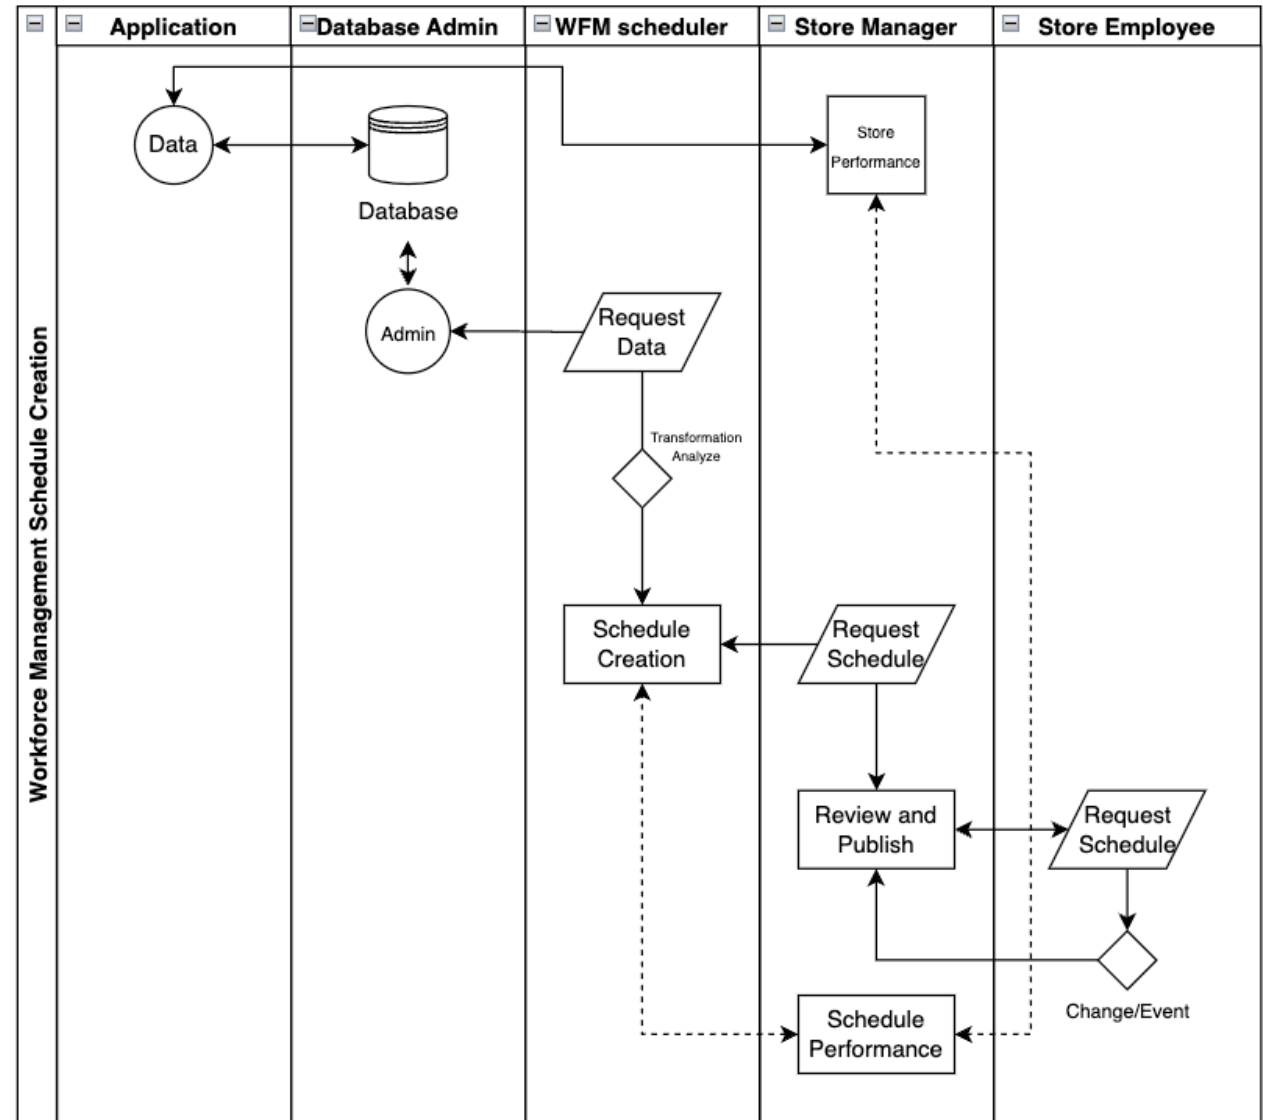 Workforce Management Schedule Creation
Application
Database Admin
WFM scheduler
Store Manager
Store Employee
Data
Database
Store
Performance
Admin
Request
Data
Transformation
Analyze
Schedule
Creation
Request
Schedule
Review and
Publish
Request
Schedule
Change/Event
Schedule
Performance